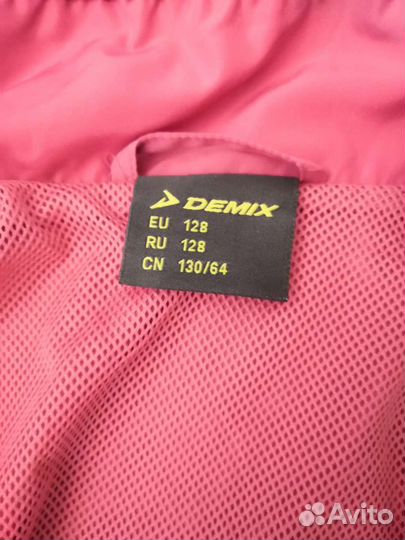 DEMIX
EU 128
RU 128
CN 130/64
Avito